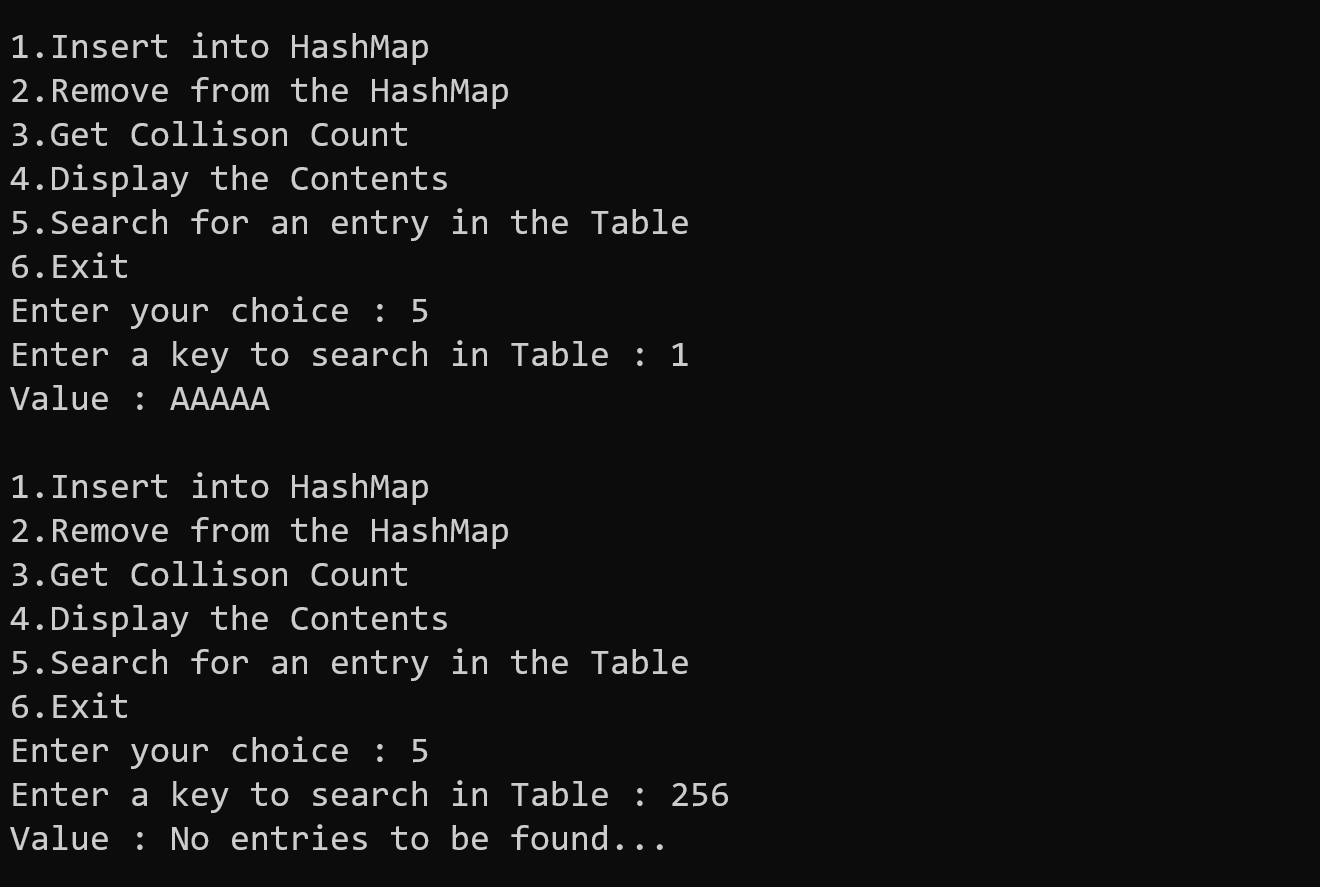 1.Insert into HashMap
2.Remove from the HashMap
3.Get Collison Count
4.Display the Contents
5.Search for an entry in the Table
6.Exit
Enter your choice : 5
Enter a key to search in Table : 1
Value : AAAAA

1.Insert into HashMap
2.Remove from the HashMap
3.Get Collison Count
4.Display the Contents
5.Search for an entry in the Table
6.Exit
Enter your choice : 5
Enter a key to search in Table : 256
Value : No entries to be found...